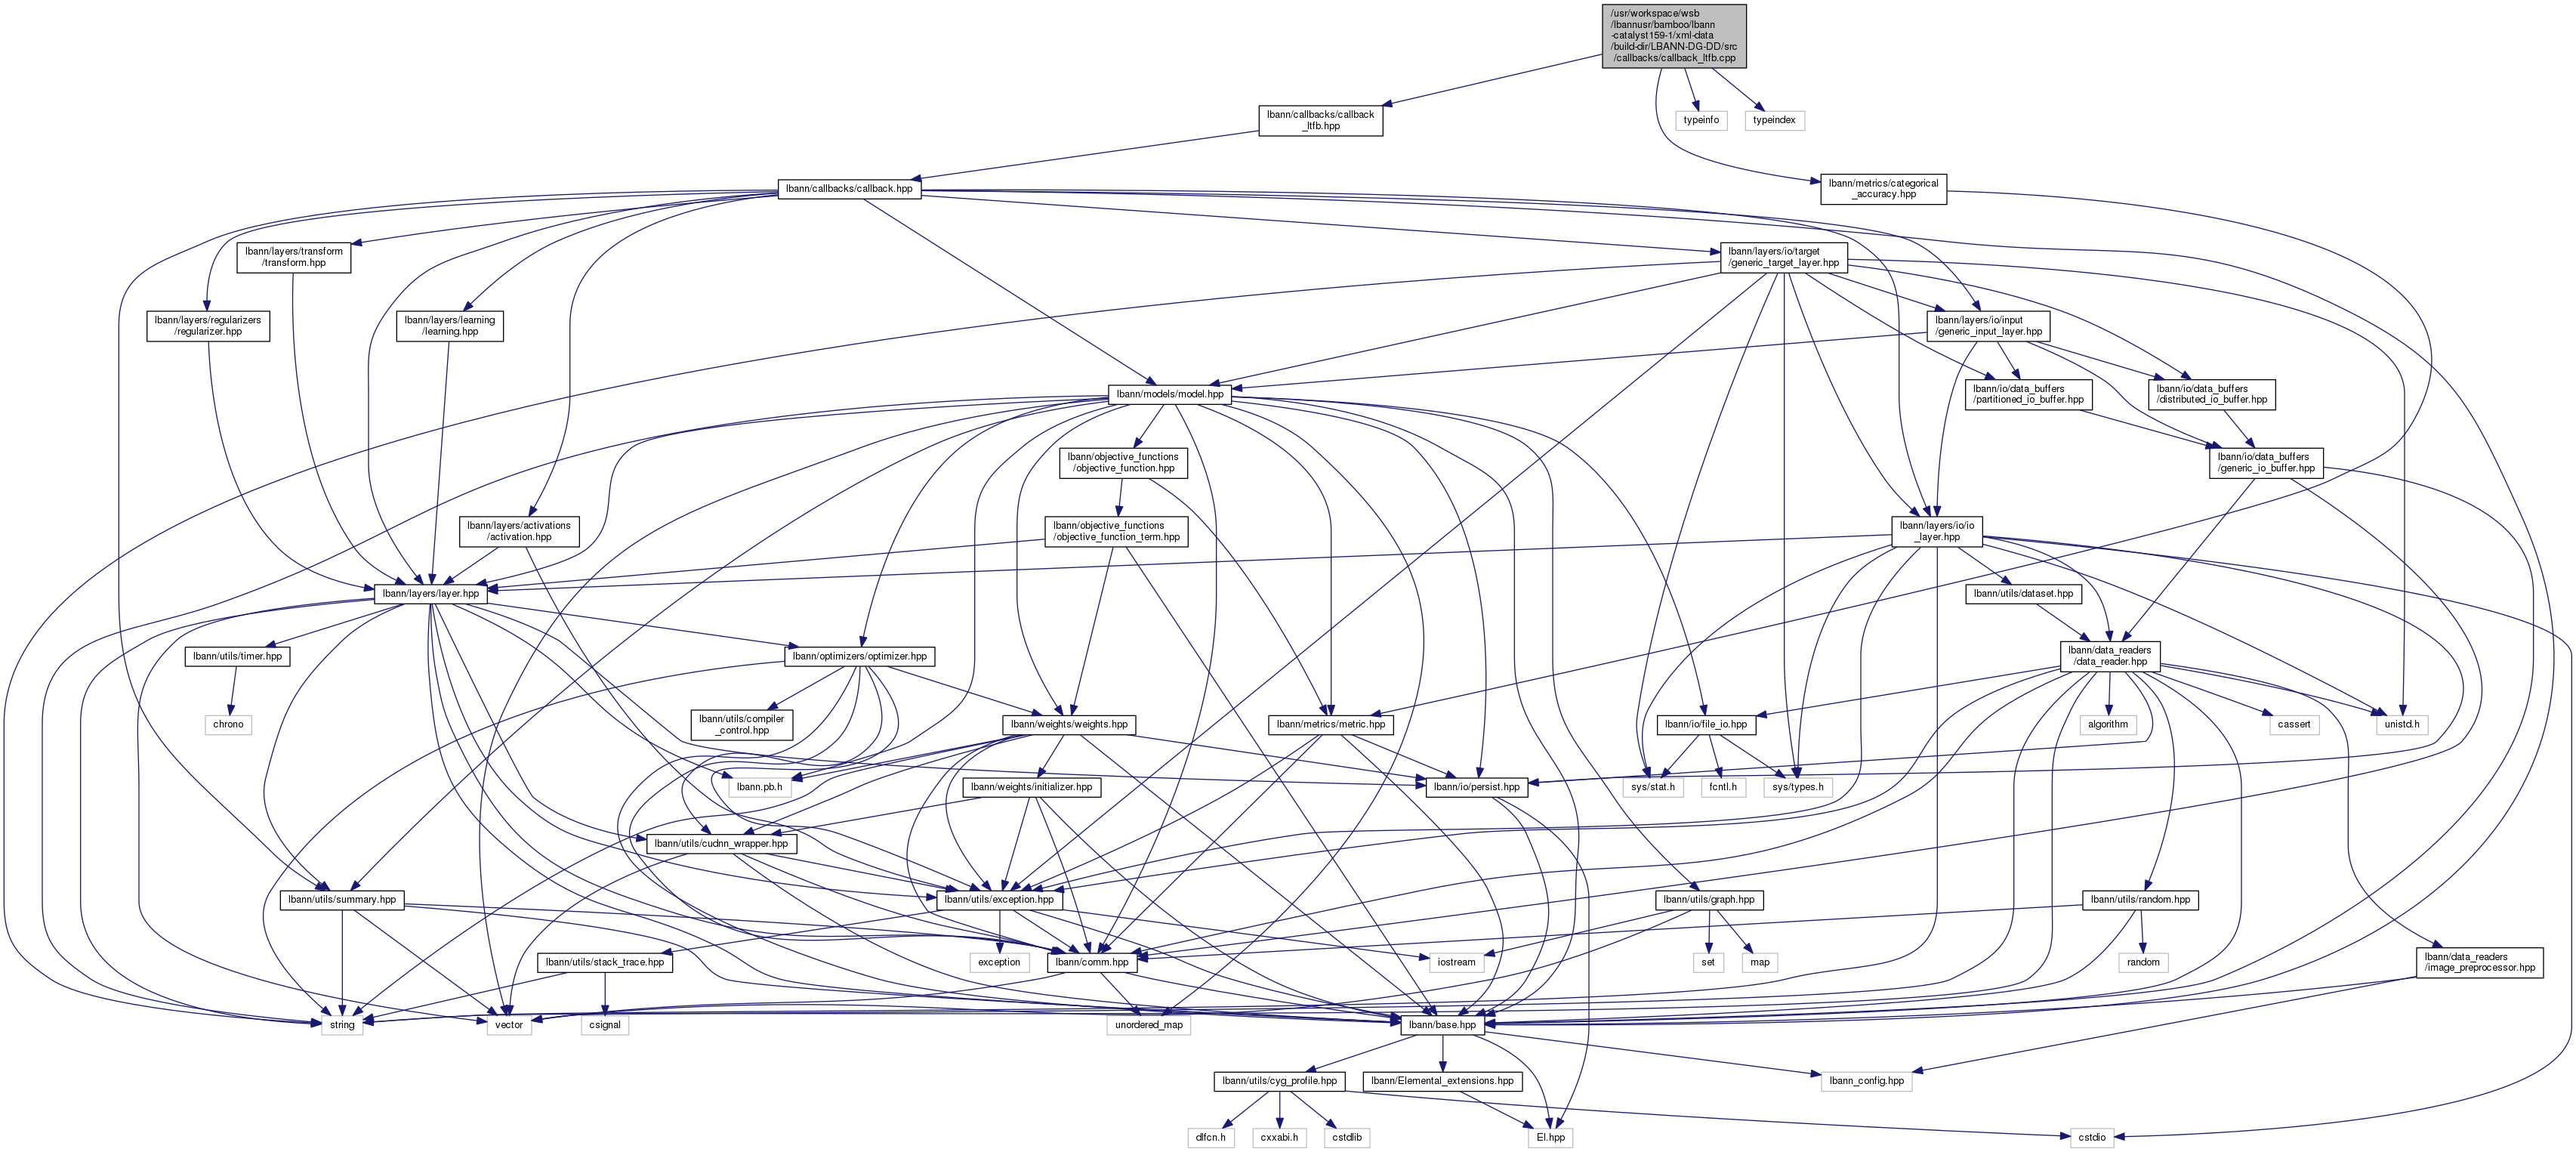 /usr/workspace/wsb
/lbannusr/bamboo/lbann
-catalyst159-1/xml-data
/build-dir/LBANN-DG-DD/src
/callbacks/callback_ltfb.cpp
lbann/callbacks/callback
_ltfb.hpp
typeinfo
typeindex
lbann/callbacks/callback.hpp
lbann/metrics/categorical
_accuracy.hpp
lbann/layers/transform
/transform.hpp
lbann/layers/io/target
/generic_target_layer.hpp
lbann/layers/regularizers
/regularizer.hpp
lbann/layers/learning
/learning.hpp
lbann/layers/io/input
/generic_input_layer.hpp
lbann/models/model.hpp
lbann/io/data_buffers
/partitioned_io_buffer.hpp
lbann/io/data_buffers
/distributed_io_buffer.hpp
lbann/objective_functions
/objective_function.hpp
lbann/io/data_buffers
/generic_io_buffer.hpp
lbann/layers/activations
/activation.hpp
lbann/objective_functions
/objective_function_term.hpp
lbann/layers/io/io
_layer.hpp
lbann/layers/layer.hpp
lbann/utils/dataset.hpp
lbann/utils/timer.hpp
lbann/optimizers/optimizer.hpp
lbann/data_readers
/data_reader.hpp
chrono
lbann/utils/compiler
_control.hpp
lbann/weights/weights.hpp
lbann/metrics/metric.hpp
lbann/io/file_io.hpp
algorithm
cassert
unistd.h
lbann.pb.h
lbann/weights/initializer.hpp
lbann/io/persist.hpp
sys/stat.h
fcntl.h
sys/types.h
lbann/utils/cudnn_wrapper.hpp
lbann/utils/summary.hpp
lbann/utils/exception.hpp
lbann/utils/graph.hpp
lbann/utils/random.hpp
lbann/utils/stack_trace.hpp
exception
lbann/comm.hpp
iostream
set
map
random
lbann/data_readers
/image_preprocessor.hpp
string
vector
csignal
unordered_map
lbann/base.hpp
lbann/utils/cyg_profile.hpp
lbann/Elemental_extensions.hpp
lbann_config.hpp
dlfcn.h
cxxabi.h
cstdlib
El.hpp
cstdio